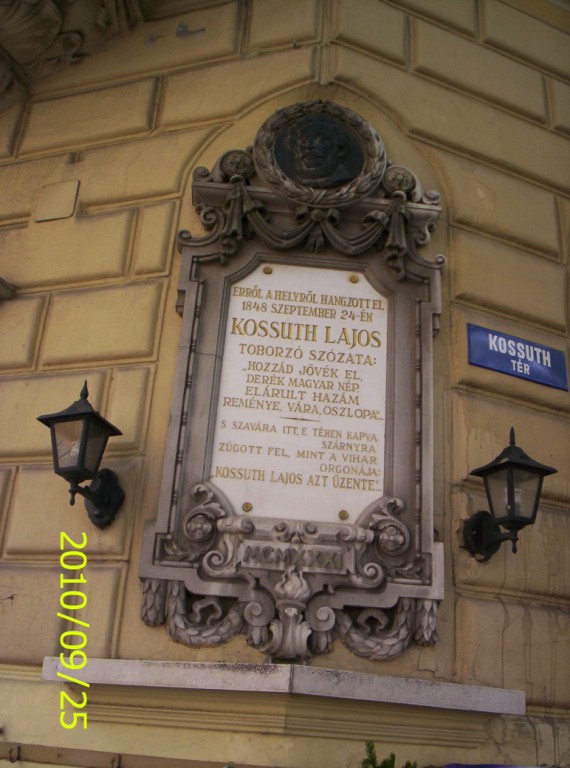 ERRŐL A HELYRŐL HANGZOTT EL
1848 SZEPTEMBER 24-ÉN
KOSSUTH LAJOS
TOBORZÓ SZÓZATA:
„HOZZÁD JÖVÉK EL,
DERÉK MAGYAR NÉP,
ELÁRULT HAZÁM
REMÉNYE, VÁRA, OSZLOPA"...
S SZAVÁRA ITT, E TÉREN KAPVA
SZÁRNYRA
ZÚGOTT FEL, MINT A VIHAR
ORGONÁJA:
„KOSSUTH LAJOS AZT ÜZENTE"...
KOSSUTH
TÉR
2010/09/25